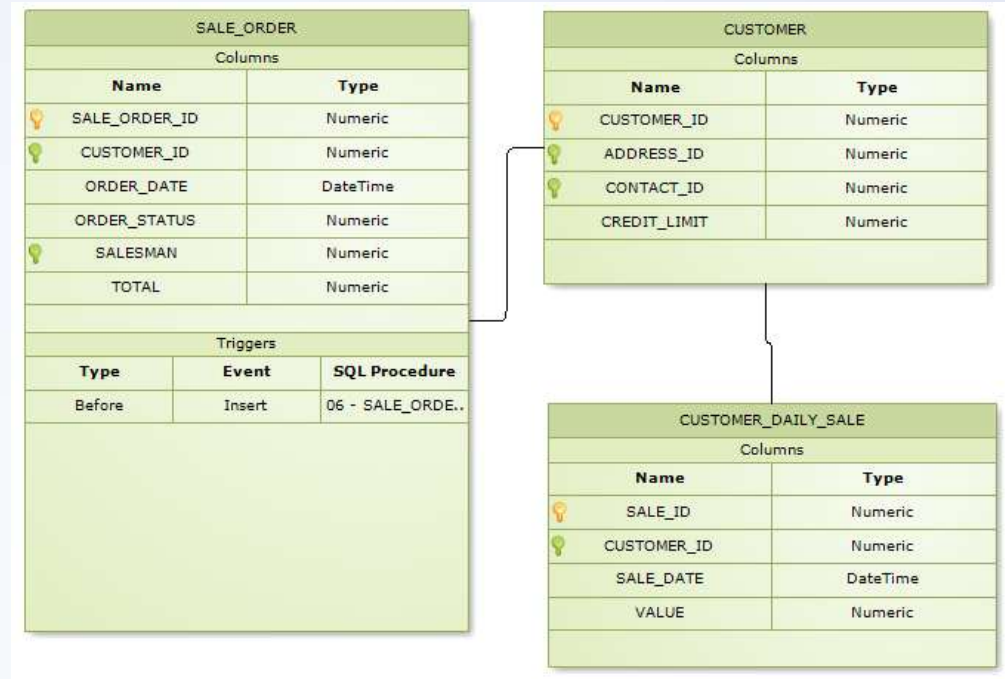 SALE_ORDER
Columns
Name Type
SALE_ORDER_ID Numeric
CUSTOMER_ID Numeric
ORDER_DATE DateTime
ORDER_STATUS Numeric
SALESMAN Numeric
TOTAL Numeric
Triggers
Type Event SQL Procedure
Before Insert 06 - SALE_ORDE..
CUSTOMER
Columns
Name Type
CUSTOMER_ID Numeric
ADDRESS_ID Numeric
CONTACT_ID Numeric
CREDIT_LIMIT Numeric
CUSTOMER_DAILY_SALE
Columns
Name Type
SALE_ID Numeric
CUSTOMER_ID Numeric
SALE_DATE DateTime
VALUE Numeric